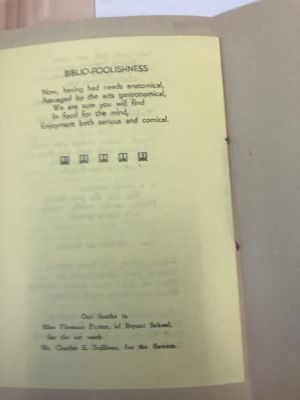 BIBLIO-FOOLISHNESS
Now, having had needs anatomical,
Assuaged by the arts gastronomical,
We are sure you will find
In food for the mind,
Enjoyment both serious and comical.
Our thanks to
Miss Florence Foster, of Bryant School,
for the art work
Mr. Charles E. Sullivan, for the flowers.